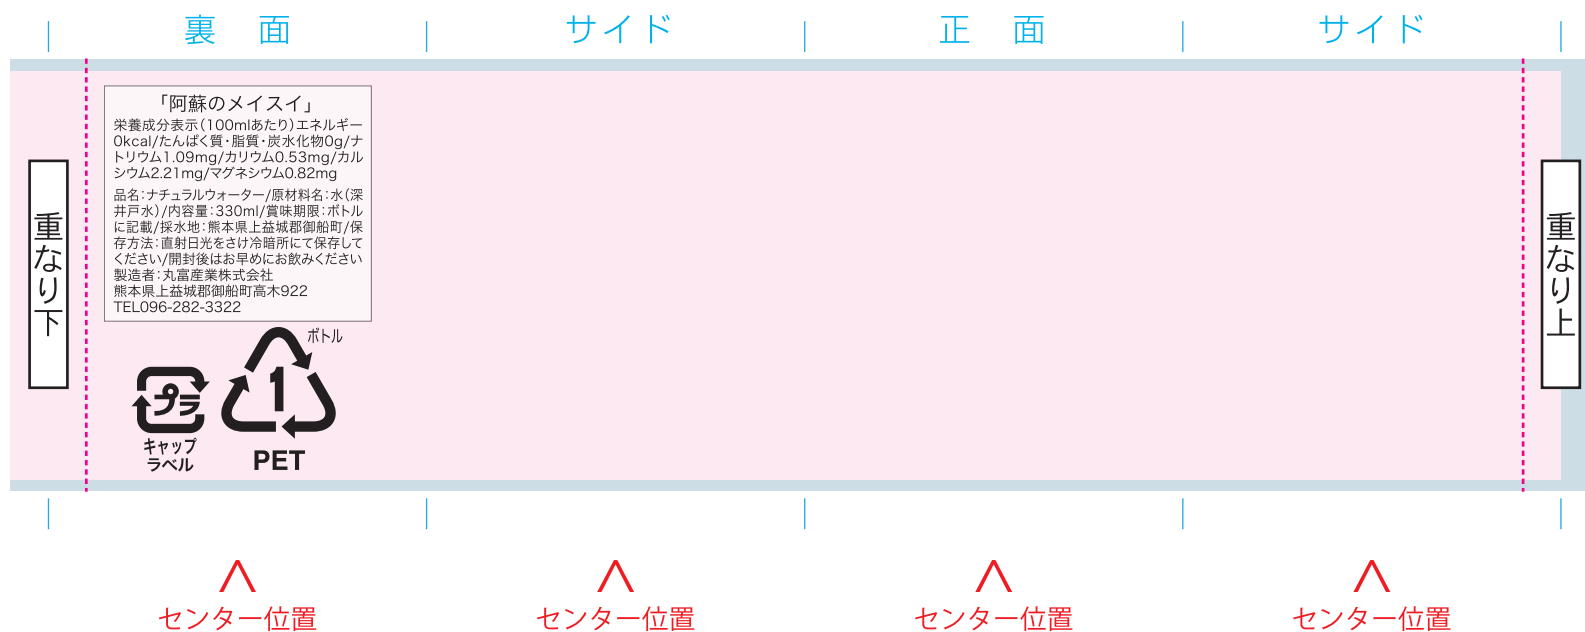 裏 面
サイド
正 面
サイド
「阿蘇のメイスイ」
栄養成分表示(100mlあたり)エネルギー
0kcal/たんぱく質・脂質・炭水化物0g/ナ
トリウム1.09mg/カリウム0.53mg/カル
シウム2.21mg/マグネシウム0.82mg
品名:ナチュラルウォーター/原材料名:水(深
井戸水)/内容量:330ml/賞味期限:ボトル
に記載/採水地:熊本県上益城郡御船町/保
存方法:直射日光をさけ冷暗所にて保存して
ください/開封後はお早めにお飲みください
製造者:丸富産業株式会社
熊本県上益城郡御船町高木922
TEL096-282-3322
重なり下
重なり上
ボトル
プラ
1
キャップ
ラベル
PET
センター位置
センター位置
センター位置
センター位置